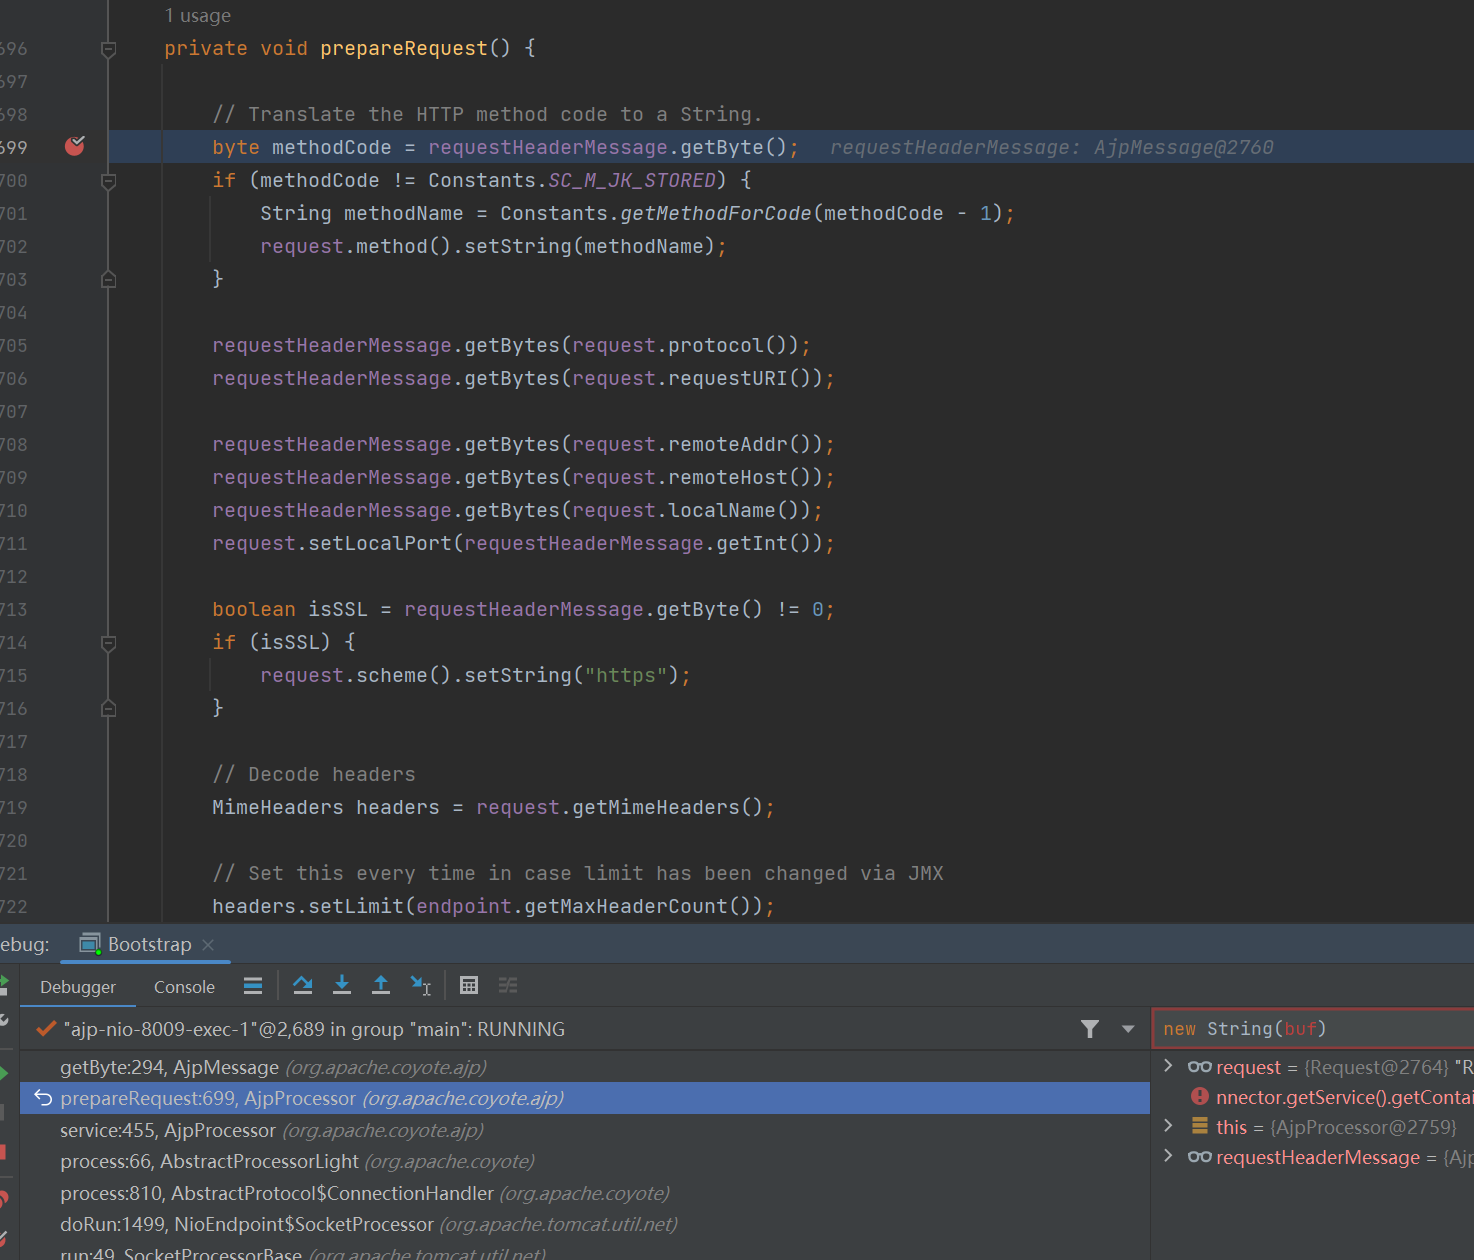 1 usage
696 private void prepareRequest() {
697
698 // Translate the HTTP method code to a String.
699 byte methodCode = requestHeaderMessage.getByte(); requestHeaderMessage: AjpMessage@2760
700 if (methodCode != Constants.SC_M_JK_STORED) {
701 String methodName = Constants.getMethodForCode(methodCode - 1);
702 request.method().setString(methodName);
703 }
704
705 requestHeaderMessage.getBytes(request.protocol());
706 requestHeaderMessage.getBytes(request.requestURI());
707
708 requestHeaderMessage.getBytes(request.remoteAddr());
709 requestHeaderMessage.getBytes(request.remoteHost());
710 requestHeaderMessage.getBytes(request.localName());
711 request.setLocalPort(requestHeaderMessage.getInt());
712
713 boolean isSSL = requestHeaderMessage.getByte() != 0;
714 if (isSSL) {
715 request.scheme().setString("https");
716 }
717
718 // Decode headers
719 MimeHeaders headers = request.getMimeHeaders();
720
721 // Set this every time in case limit has been changed via JMX
722 headers.setLimit(endpoint.getMaxHeaderCount());
ebug: Bootstrap
Debugger Console
"ajp-nio-8009-exec-1"@2,689 in group "main": RUNNING
getByte:294, AjpMessage (org.apache.coyote.ajp)
prepareRequest:699, AjpProcessor (org.apache.coyote.ajp)
service:455, AjpProcessor (org.apache.coyote.ajp)
process:66, AbstractProcessorLight (org.apache.coyote)
process:810, AbstractProtocol$ConnectionHandler (org.apache.coyote)
doRun:1499, NioEndpoint$SocketProcessor (org.apache.tomcat.util.net)
run:49, SocketProcessorBase (org.apache.tomcat.util.net)
new String(buf)
request = {Request@2764} "R
nnector.getService().getContai
this = {AjpProcessor@2759}
requestHeaderMessage = {Ajp